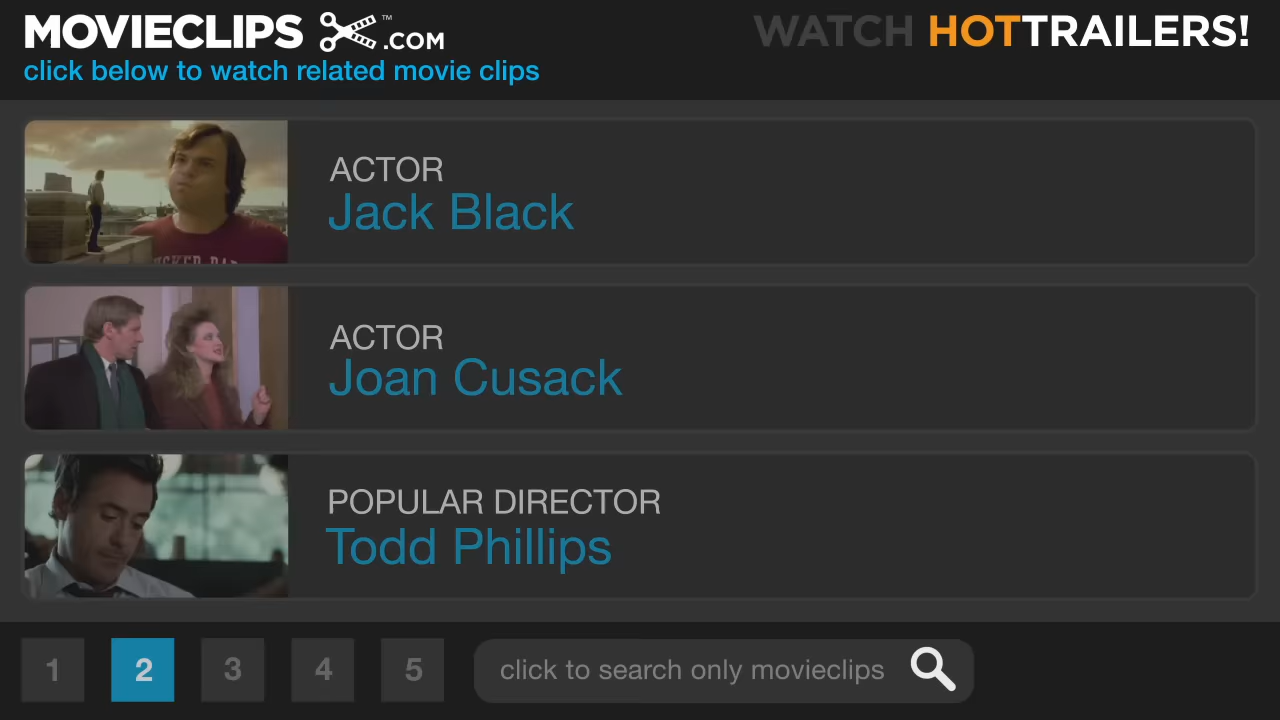 MOVIECLIPS ™ .COM
WATCH HOTTRAILERS!
click below to watch related movie clips
ACTOR
Jack Black
ACTOR
Joan Cusack
POPULAR DIRECTOR
Todd Phillips
1 2 3 4 5
click to search only movieclips